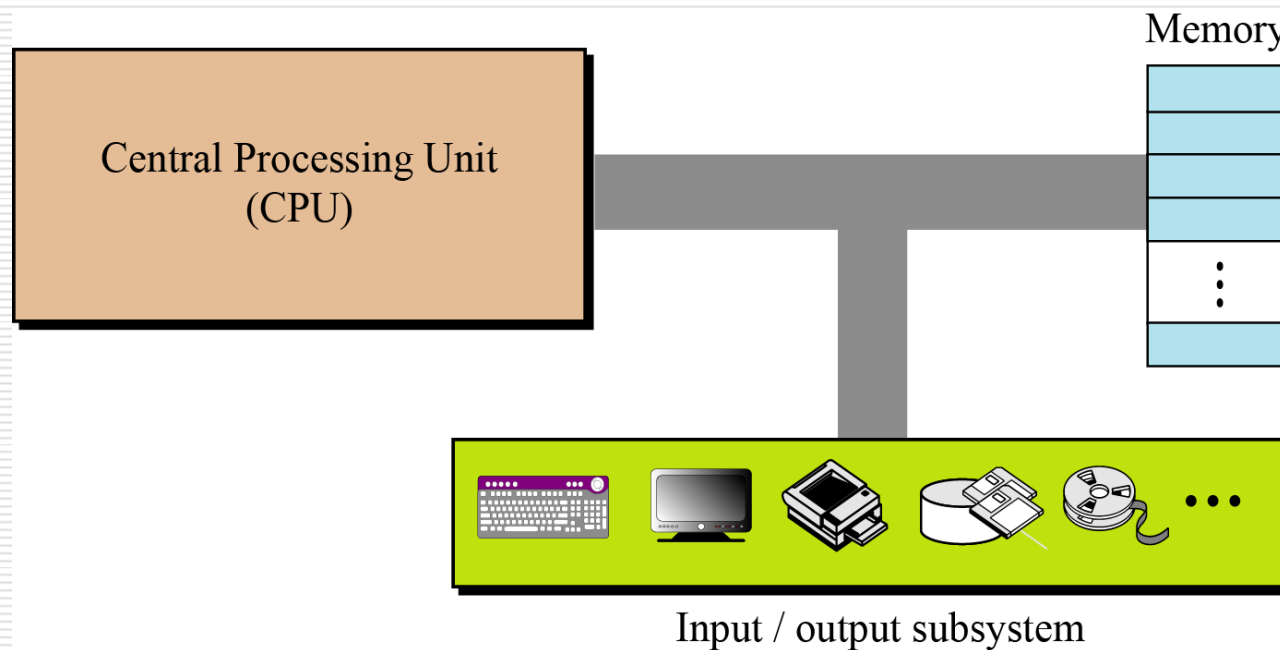 Memory
Central Processing Unit
(CPU)
Input / output subsystem